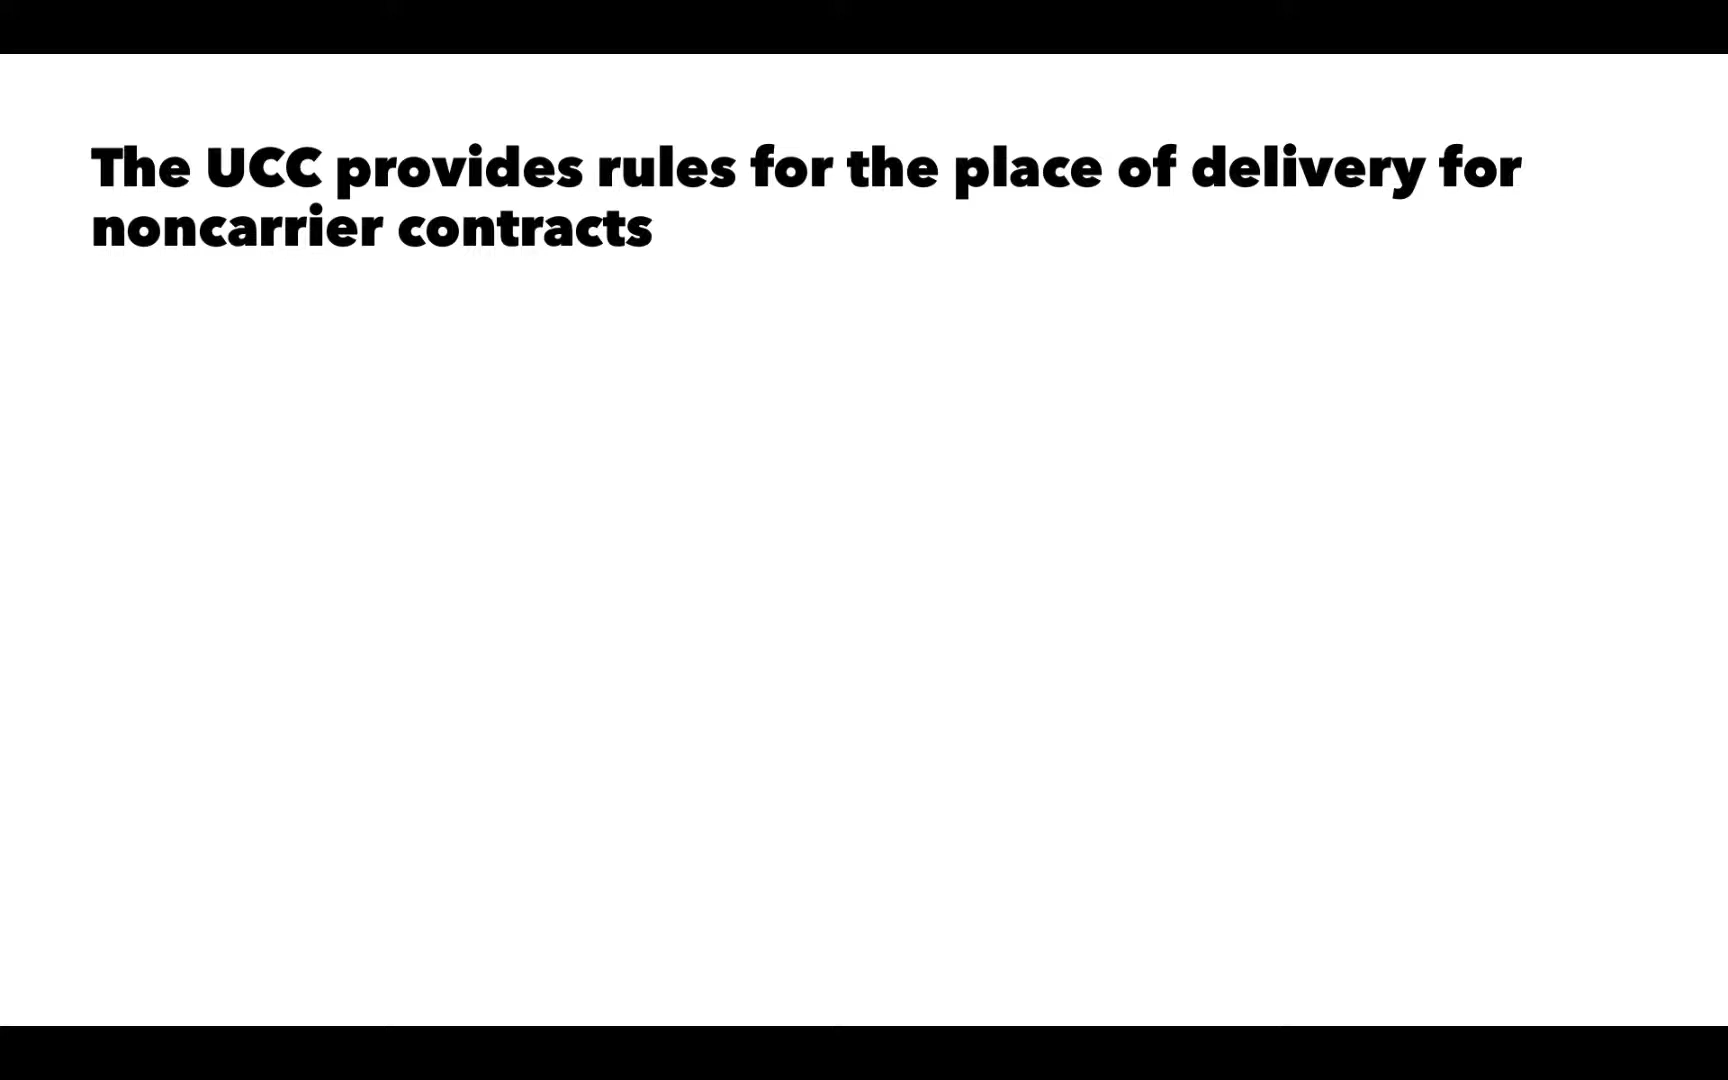 The UCC provides rules for the place of delivery for
noncarrier contracts